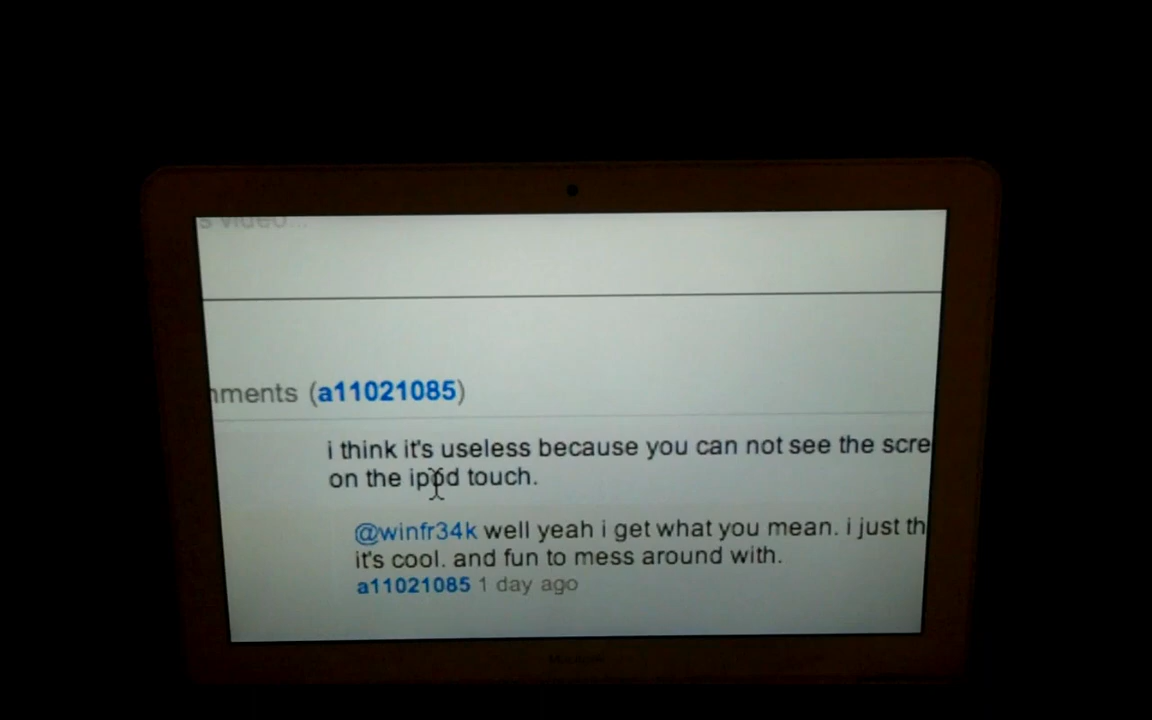 s video...
mments (a11021085)
i think it's useless because you can not see the scre
on the ipod touch.
@winfr34k well yeah i get what you mean. i just th
it's cool. and fun to mess around with.
a11021085 1 day ago